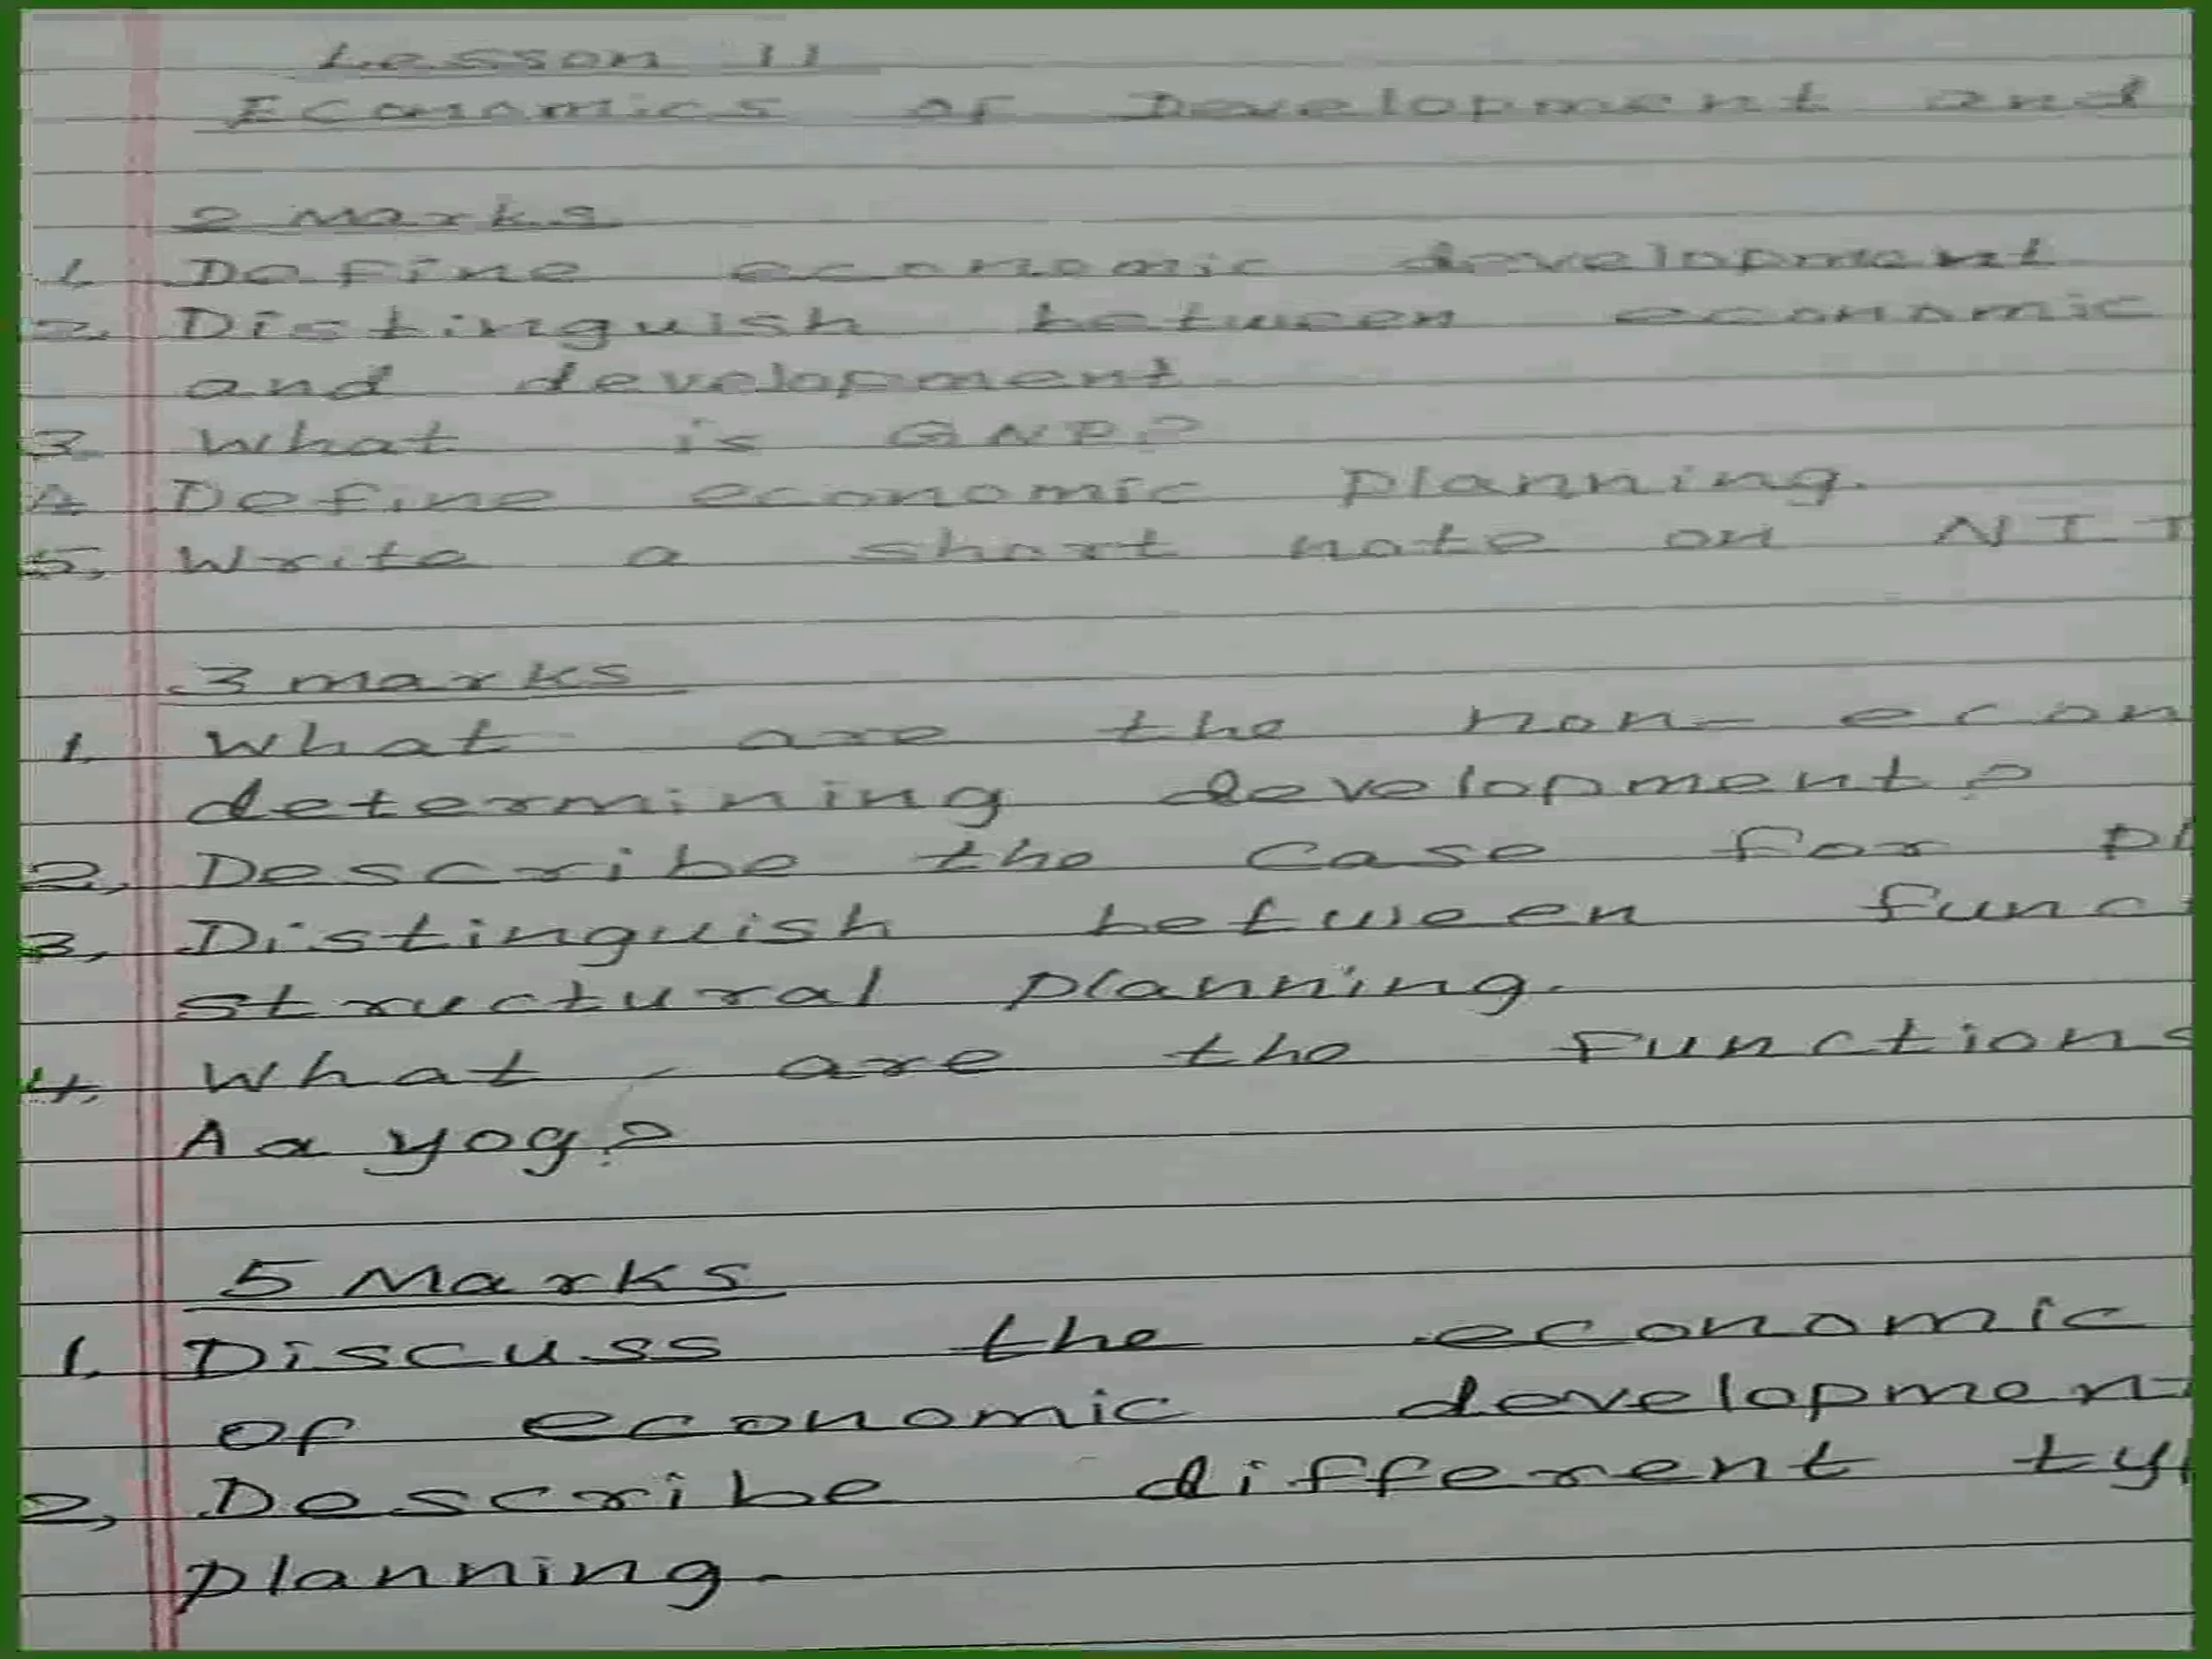 Lesson 11
Economics of Development and
2 Marks
1. Define economic development
2. Distinguish between economic
and development
3. What is GNP?
4. Define economic planning.
5. Write a short note on NIT
3 marks
1. What are the non- econ
determining development?
2. Describe the case for pl
3. Distinguish between func
structural planning.
4. What are the Functions
Aayog?
5 Marks
1. Discuss the economic
of economic development
2. Describe different ty
planning.